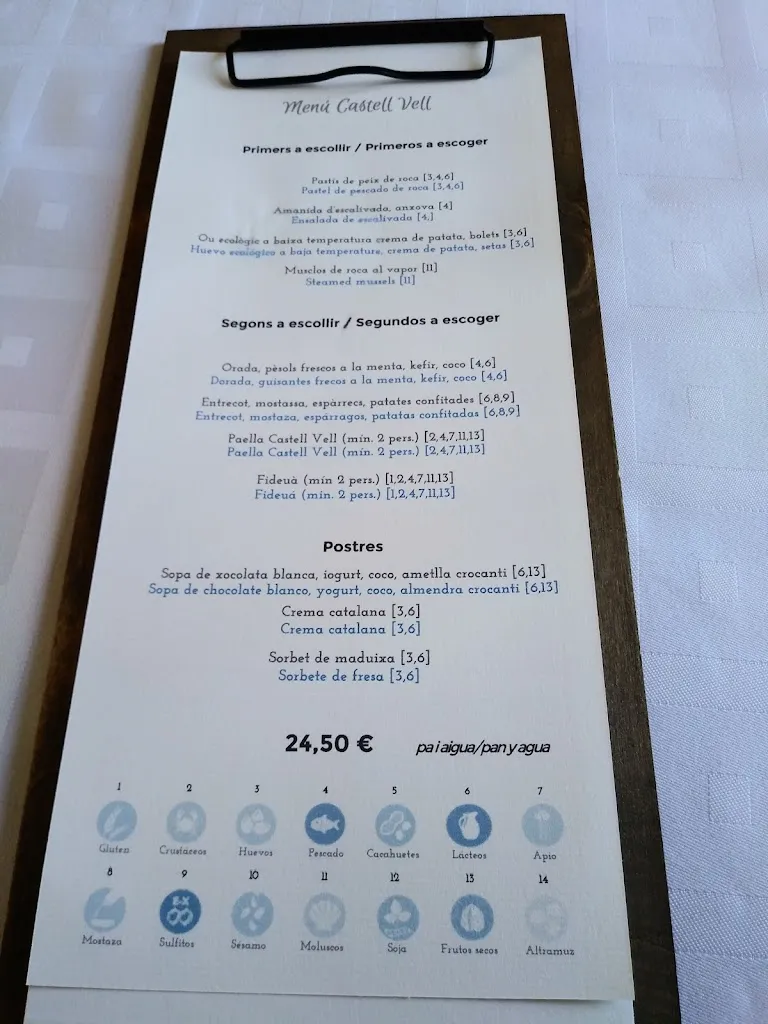 Menú Castell Vell
Primers a escollir / Primeros a escoger
Pastís de peix de roca [3,4,6]
Pastel de pescado de roca [3,4,6]
Amanida d'escalivada, anxova [4]
Ensalada de escalivada [4,]
Ou ecològic a baixa temperatura crema de patata, bolets [3,6]
Huevo ecológico a baja temperature, crema de patata, setas [3,6]
Musclos de roca al vapor [11]
Steamed mussels [11]
Segons a escollir / Segundos a escoger
Orada, pèsols frescos a la menta, kefir, coco [4,6]
Dorada, guisantes frecos a la menta, kefir, coco [4,6]
Entrecot, mostassa, espàrrecs, patates confitades [6,8,9]
Entrecot, mostaza, espárragos, patatas confitadas [6,8,9]
Paella Castell Vell (mín. 2 pers.) [2,4,7,11,13]
Paella Castell Vell (mín. 2 pers.) [2,4,7,11,13]
Fideuà (mín 2 pers.) [1,2,4,7,11,13]
Fideuá (mín. 2 pers.) [1,2,4,7,11,13]
Postres
Sopa de xocolata blanca, iogurt, coco, ametlla crocanti [6,13]
Sopa de chocolate blanco, yogurt, coco, almendra crocanti [6,13]
Crema catalana [3,6]
Crema catalana [3,6]
Sorbet de maduixa [3,6]
Sorbete de fresa [3,6]
24,50 € pa i aigua/pan y agua
1 2 3 4 5 6 7
Gluten Crustáceos Huevos Pescado Cacahuetes Lácteos Apio
8 9 10 11 12 13 14
E-X
Mostaza Sulfitos Sésamo Moluscos Soja Frutos secos Altramuz